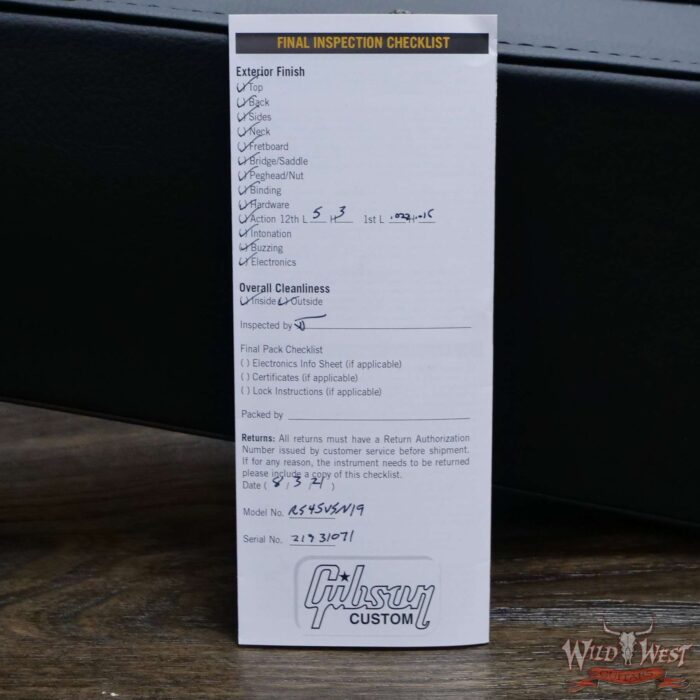 FINAL INSPECTION CHECKLIST
Exterior Finish
(✓) Top
(✓) Back
(✓) Sides
(✓) Neck
(✓) Fretboard
(✓) Bridge/Saddle
(✓) Peghead/Nut
(✓) Binding
(✓) Hardware
(✓) Action 12th L 5 H 3 1st L
(✓) Intonation
(✓) Buzzing
(✓) Electronics
Overall Cleanliness
(✓) Inside (✓) Outside
Inspected by
Final Pack Checklist
( ) Electronics Info Sheet (if applicable)
( ) Certificates (if applicable)
( ) Lock Instructions (if applicable)
Packed by
Returns: All returns must have a Return Authorization
Number issued by customer service before shipment.
If for any reason, the instrument needs to be returned
please include a copy of this checklist.
Date ( 8 / 3 / 21 )
Model No. RS45VSN19
Serial No. 21931071
Gibson
CUSTOM
WILD WEST
GUITARS